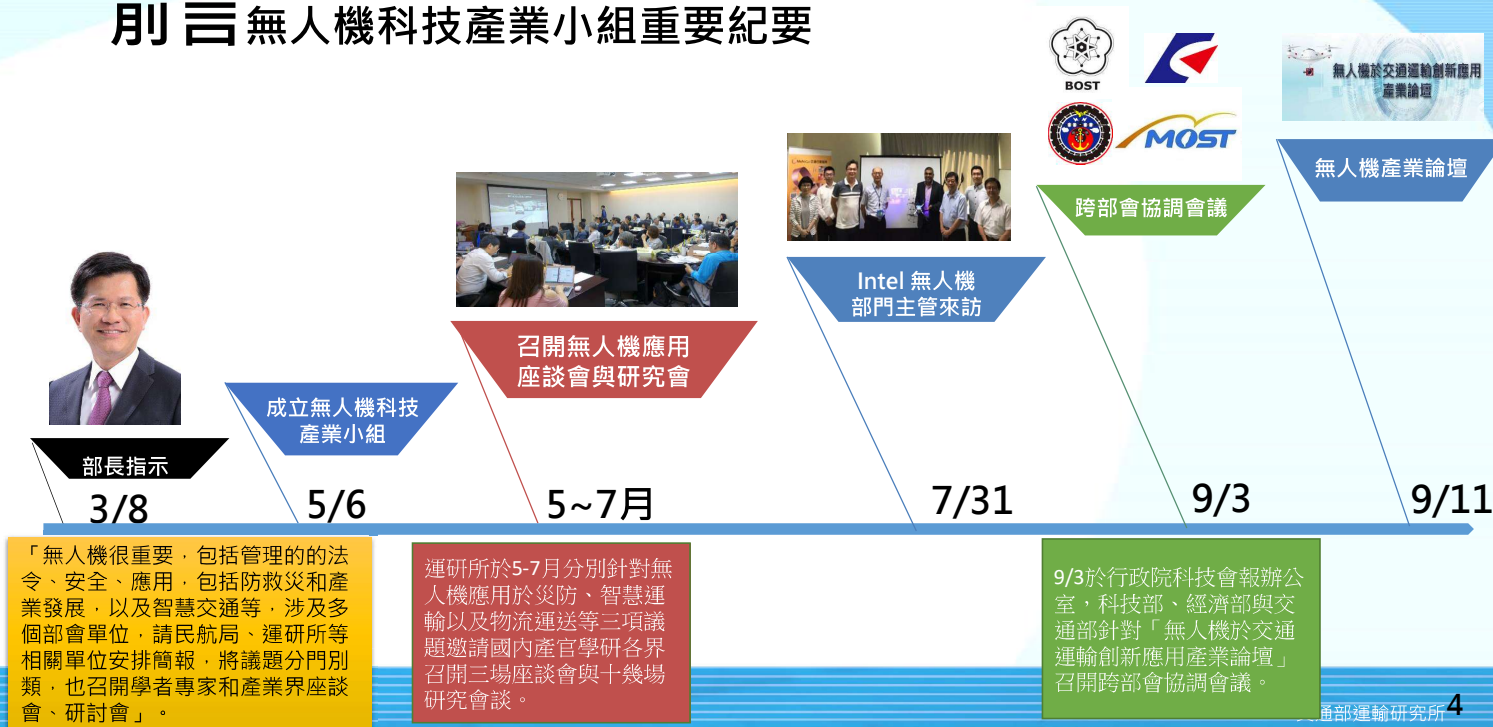 前言無人機科技產業小組重要紀要
BOST
MOST
無人機於交通運輸創新應用
產業論壇
無人機產業論壇
跨部會協調會議
Intel 無人機
部門主管來訪
召開無人機應用
座談會與研究會
成立無人機科技
產業小組
部長指示
3/8
5/6
5~7月
7/31
9/3
9/11
「無人機很重要，包括管理的的法
令、安全、應用，包括防救災和產
業發展，以及智慧交通等，涉及多
個部會單位，請民航局、運研所等
相關單位安排簡報，將議題分門別
類，也召開學者專家和產業界座談
會、研討會」。
運研所於5-7月分別針對無
人機應用於災防、智慧運
輸以及物流運送等三項議
題邀請國內產官學研各界
召開三場座談會與十幾場
研究會談。
9/3於行政院科技會報辦公
室，科技部、經濟部與交
通部針對「無人機於交通
運輸創新應用產業論壇」
召開跨部會協調會議。
交通部運輸研究所4